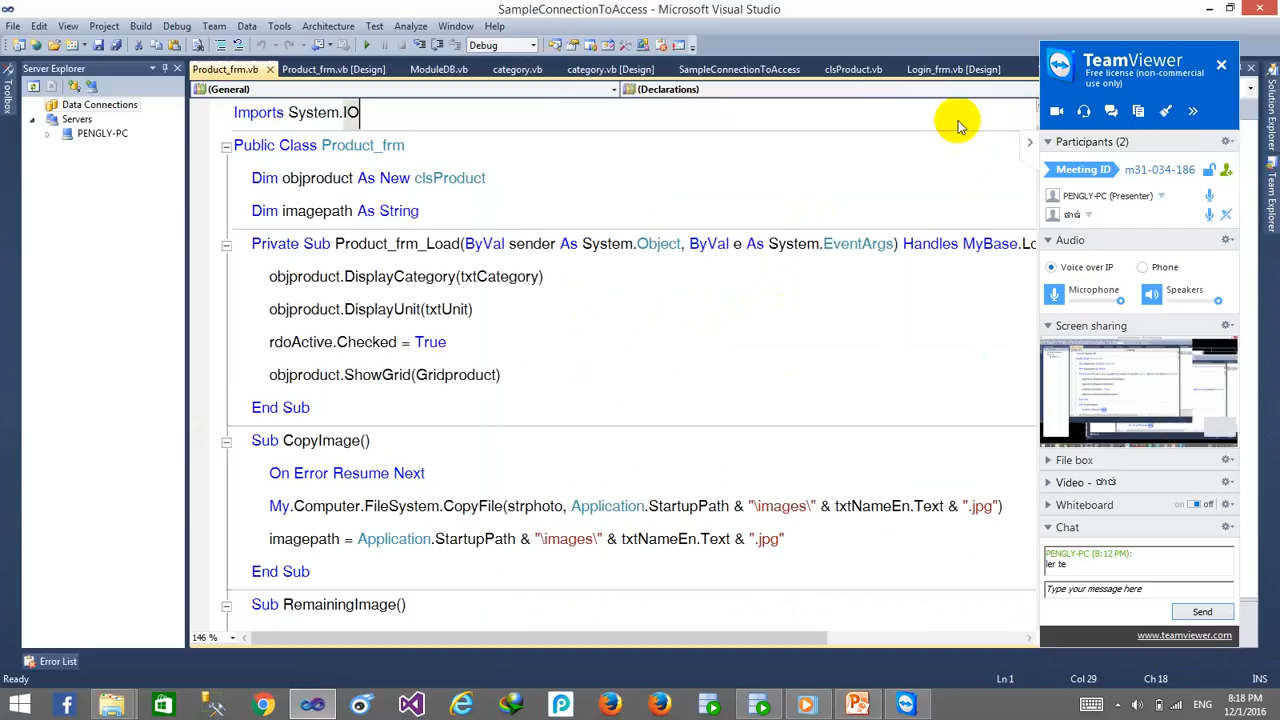 SampleConnectionToAccess - Microsoft Visual Studio
File Edit View Project Build Debug Team Data Tools Architecture Test Analyze Window Help
Debug
Server Explorer
Product_frm.vb Product_frm.vb [Design] ModuleDB.vb category.vb category.vb [Design] SampleConnectionToAccess clsProduct.vb Login_frm.vb [Design]
(General) (Declarations)
Toolbox
Data Connections
Servers
PENGLY-PC
Imports System.IO
Public Class Product_frm
Dim objproduct As New clsProduct
Dim imagepath As String
Private Sub Product_frm_Load(ByVal sender As System.Object, ByVal e As System.EventArgs) Handles MyBase.Lo
objproduct.DisplayCategory(txtCategory)
objproduct.DisplayUnit(txtUnit)
rdoActive.Checked = True
objproduct.ShowGrid(Gridproduct)
End Sub
Sub CopyImage()
On Error Resume Next
My.Computer.FileSystem.CopyFile(strphoto, Application.StartupPath & "\images\" & txtNameEn.Text & ".jpg")
imagepath = Application.StartupPath & "\images\" & txtNameEn.Text & ".jpg"
End Sub
Sub RemainingImage()
146 %
TeamViewer
Free license (non-commercial
use only)
Participants (2)
Meeting ID m31-034-186
PENGLY-PC (Presenter)
Audio
Voice over IP Phone
Microphone Speakers
Screen sharing
File box
Video -
Whiteboard on off
Chat
PENGLY-PC (8:12 PM):
ler te
Type your message here
Send
www.teamviewer.com
Solution Explorer
Team Explorer
Error List
Ready Ln 1 Col 29 Ch 18 INS
ENG 8:18 PM
12/1/2016